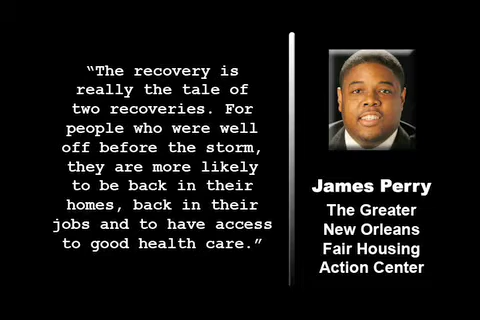 “The recovery is
really the tale of
two recoveries. For
people who were well
off before the storm,
they are more likely
to be back in their
homes, back in their
jobs and to have access
to good health care.”
James Perry
The Greater
New Orleans
Fair Housing
Action Center